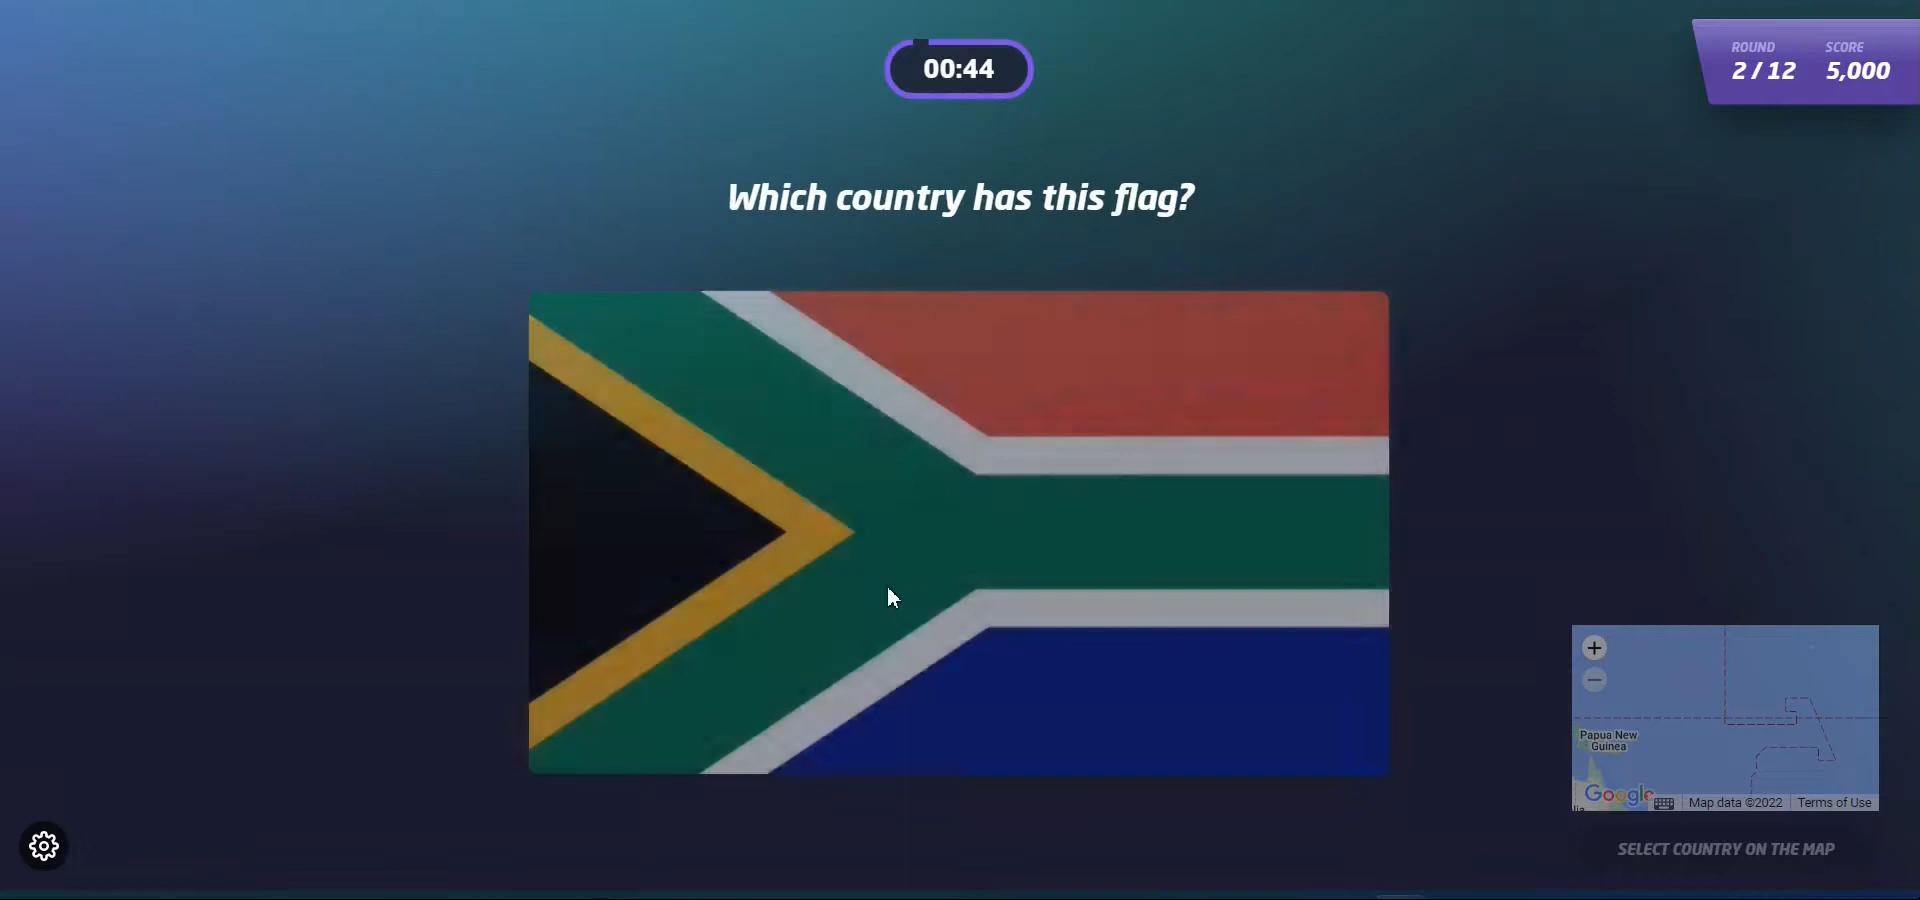 00:44
ROUND
2 / 12
SCORE
5,000
Which country has this flag?
+
−
Papua New
Guinea
Google
Map data ©2022
Terms of Use
SELECT COUNTRY ON THE MAP